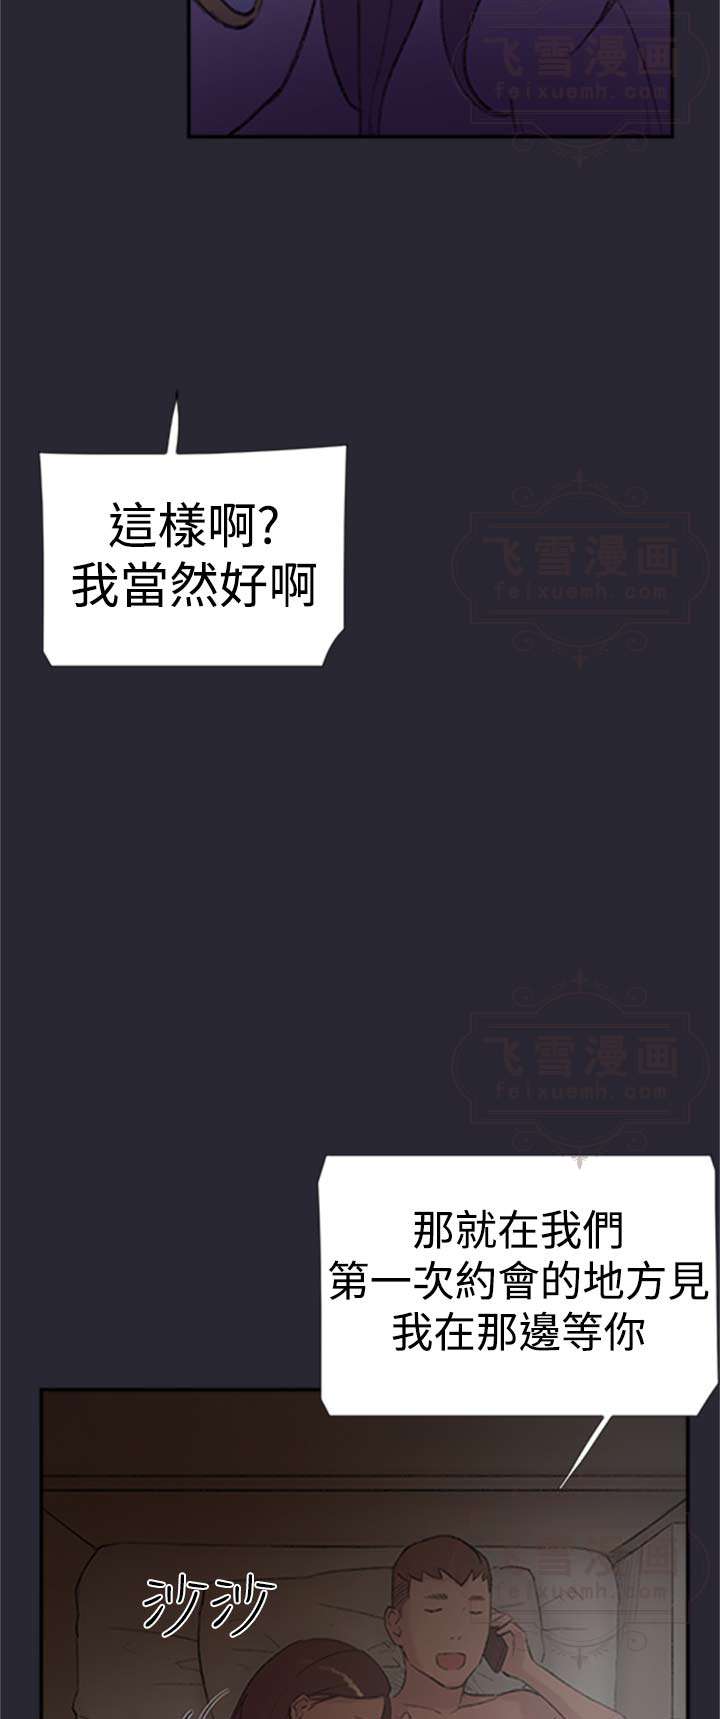 飞雪漫画
feixuemh.com
這樣啊?
我當然好啊
飞雪漫画
feixuemh.com
飞雪漫画
feixuemh.com
那就在我們
第一次約會的地方見
我在那邊等你
飞雪漫画
feixuemh.com
沙沙